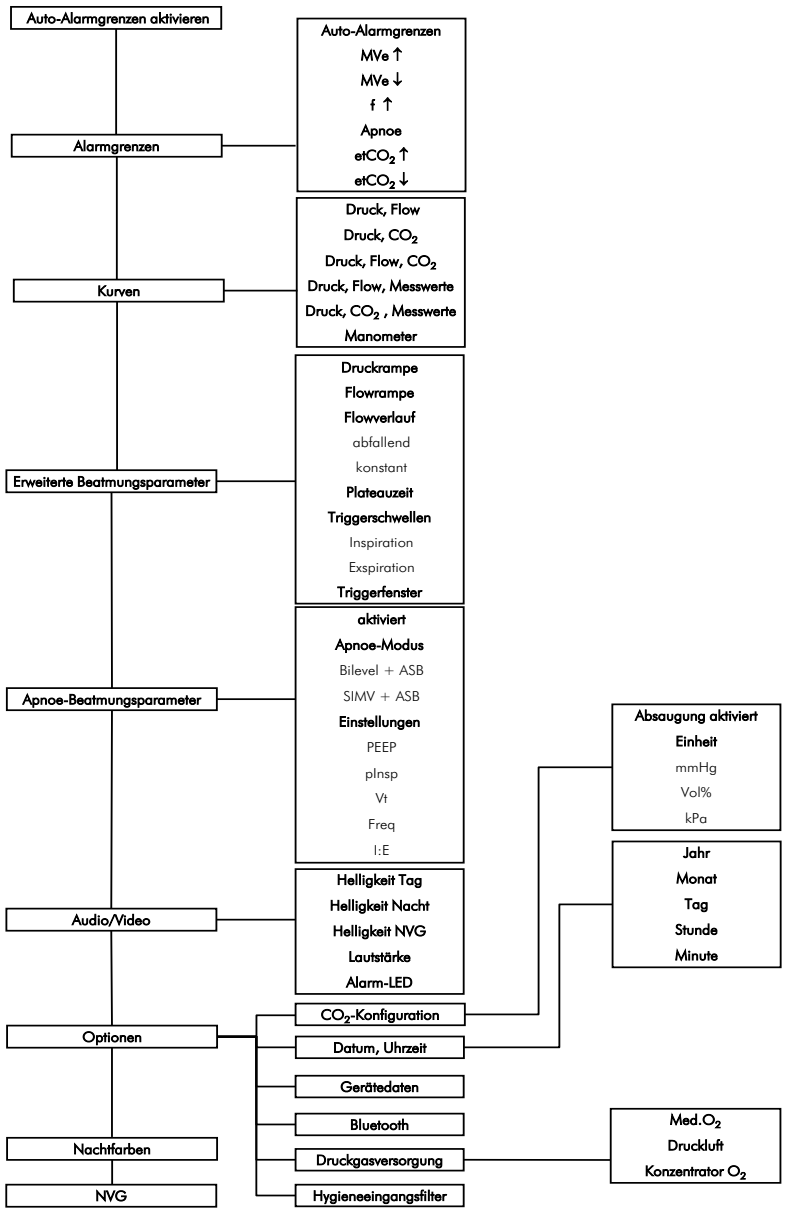 Auto-Alarmgrenzen aktivieren
Alarmgrenzen
Auto-Alarmgrenzen
MVe ↑
MVe ↓
f ↑
Apnoe
etCO₂ ↑
etCO₂ ↓
Kurven
Druck, Flow
Druck, CO₂
Druck, Flow, CO₂
Druck, Flow, Messwerte
Druck, CO₂ , Messwerte
Manometer
Erweiterte Beatmungsparameter
Druckrampe
Flowrampe
Flowverlauf
abfallend
konstant
Plateauzeit
Triggerschwellen
Inspiration
Exspiration
Triggerfenster
Apnoe-Beatmungsparameter
aktiviert
Apnoe-Modus
Bilevel + ASB
SIMV + ASB
Einstellungen
PEEP
pInsp
Vt
Freq
I:E
Audio/Video
Helligkeit Tag
Helligkeit Nacht
Helligkeit NVG
Lautstärke
Alarm-LED
Optionen
CO₂-Konfiguration
Absaugung aktiviert
Einheit
mmHg
Vol%
kPa
Datum, Uhrzeit
Jahr
Monat
Tag
Stunde
Minute
Gerätedaten
Bluetooth
Druckgasversorgung
Med.O₂
Druckluft
Konzentrator O₂
Hygieneeingangsfilter
Nachtfarben
NVG